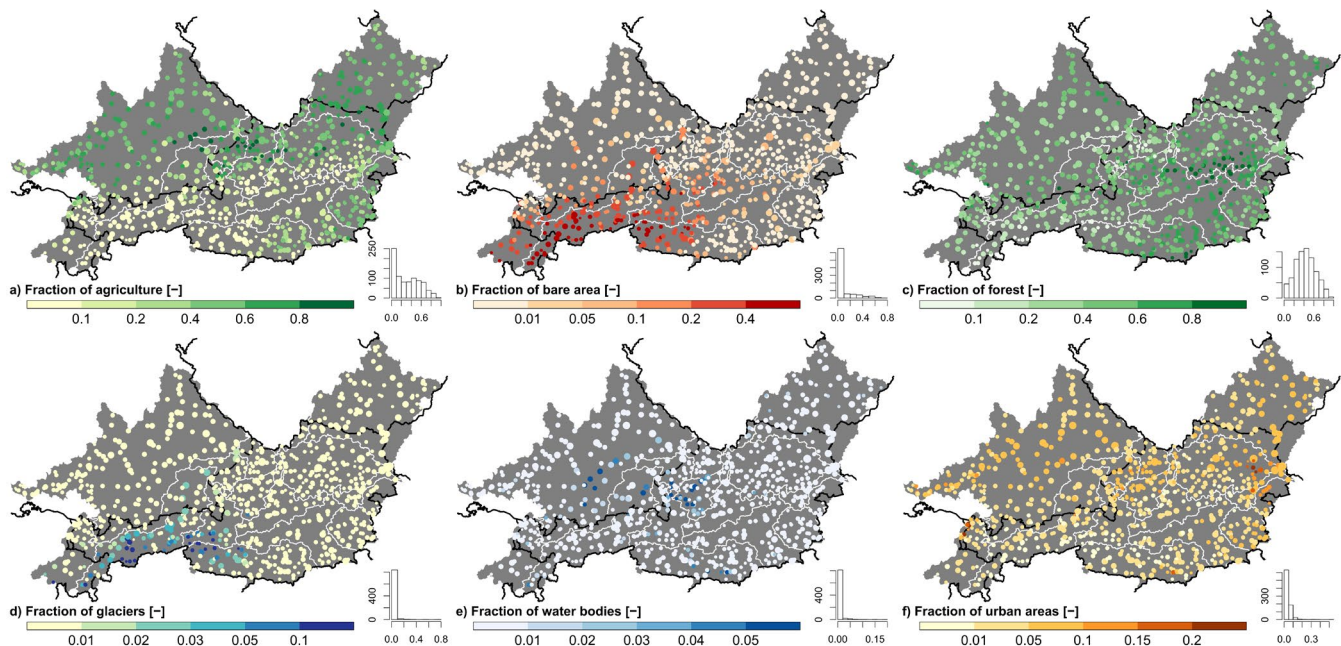 250
100
0
0.0 0.6
a) Fraction of agriculture [−]
0.1 0.2 0.4 0.6 0.8
300
0
0.0 0.4 0.8
b) Fraction of bare area [−]
0.01 0.05 0.1 0.2 0.4
100
0
0.0 0.6
c) Fraction of forest [−]
0.1 0.2 0.4 0.6 0.8
400
0
0.0 0.4 0.8
d) Fraction of glaciers [−]
0.01 0.02 0.03 0.05 0.1
400
0
0.00 0.15
e) Fraction of water bodies [−]
0.01 0.02 0.03 0.04 0.05
300
0
0.0 0.3
f) Fraction of urban areas [−]
0.01 0.05 0.1 0.15 0.2